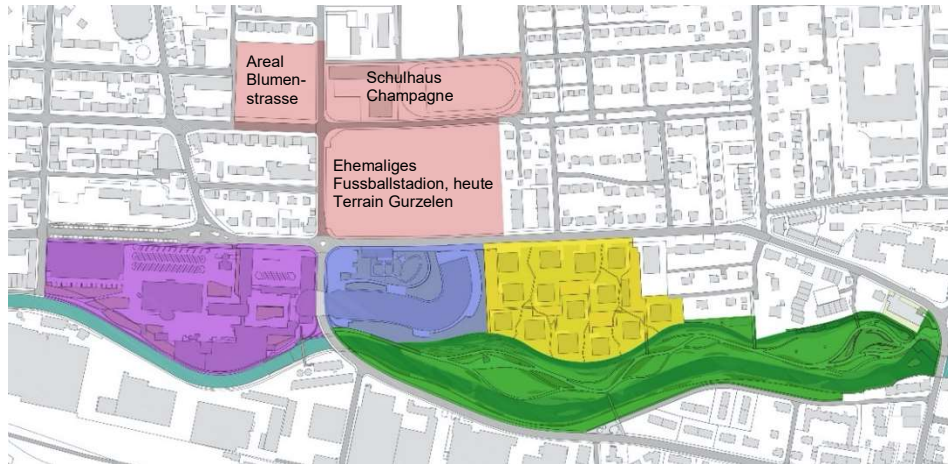 Areal
Blumen-
strasse
Schulhaus
Champagne
Ehemaliges
Fussballstadion, heute
Terrain Gurzelen